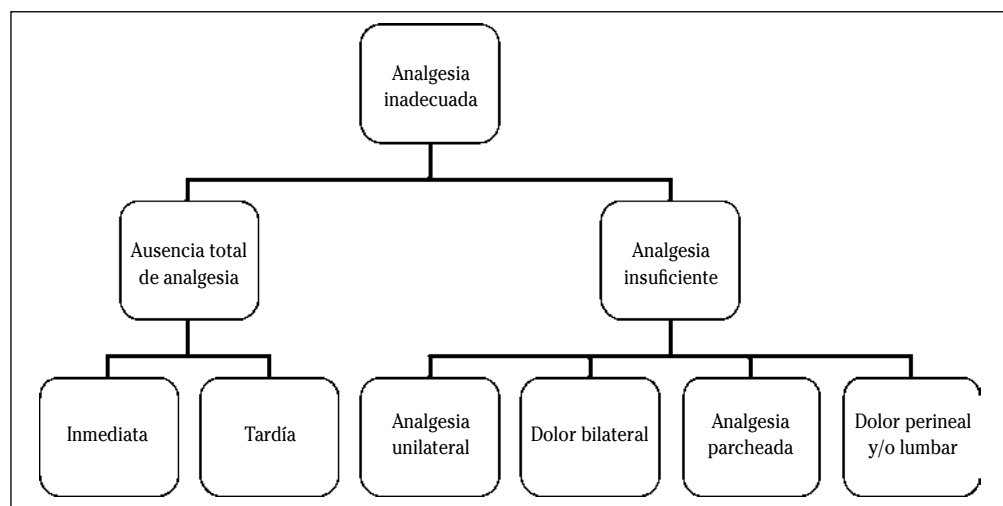 Analgesia
inadecuada
Ausencia total
de analgesia
Analgesia
insuficiente
Inmediata
Tardía
Analgesia
unilateral
Dolor bilateral
Analgesia
parcheada
Dolor perineal
y/o lumbar